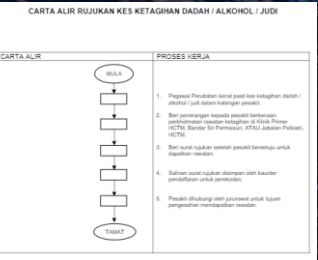 CARTA ALIR RUJUKAN KES KETAGIHAN DADAH / ALKOHOL / JUDI
CARTA ALIR
PROSES KERJA
MULA
1. Pegawai Perubatan kenal pasti kes ketagihan dadah /
alkohol / judi dalam kalangan pesakit.
2. Beri penerangan kepada pesakit berkenaan
perkhidmatan rawatan ketagihan di Klinik Primer
HCTM, Bandar Sri Permaisuri, ATAU Jabatan Psikiatri,
HCTM.
3. Beri surat rujukan setelah pesakit bersetuju untuk
dapatkan rawatan.
4. Salinan surat rujukan disimpan oleh kaunter
pendaftaran untuk perekodan.
5. Pesakit dihubungi oleh jururawat untuk tujuan
pengesahan mendapatkan rawatan.
TAMAT